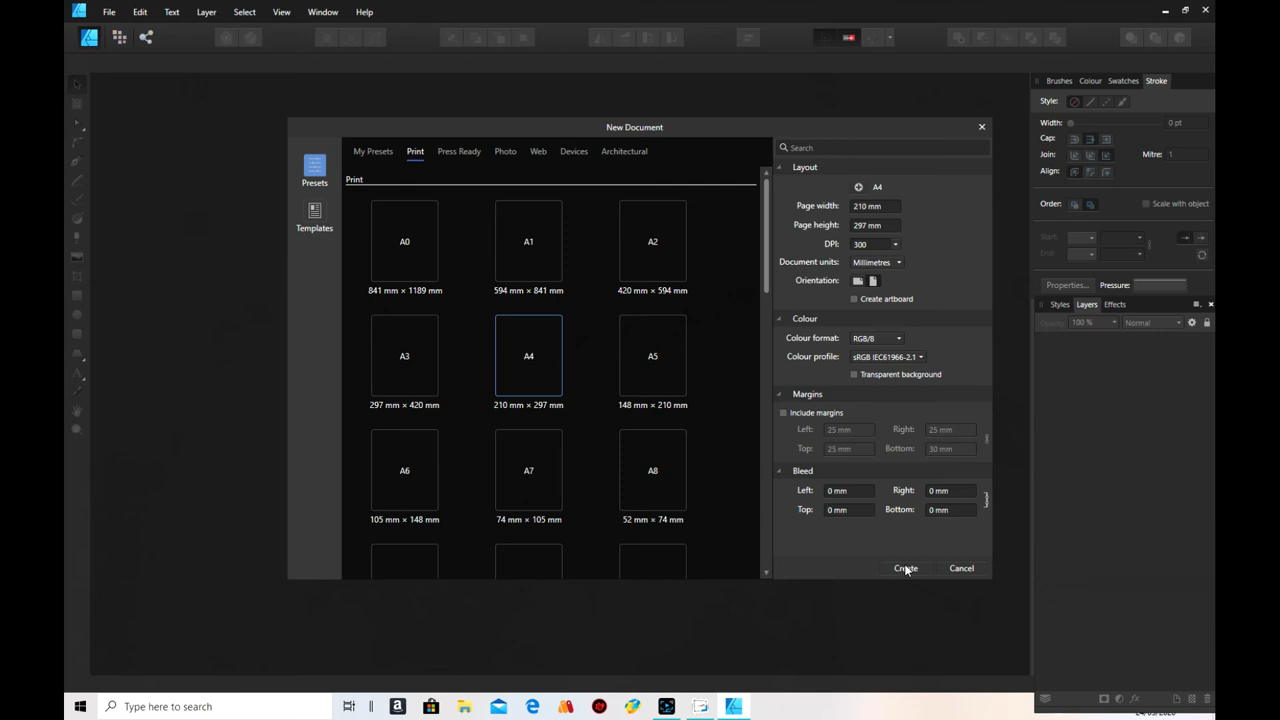 File Edit Text Layer Select View Window Help
Brushes Colour Swatches Stroke
Style:
Width: 0 pt
Cap:
Join: Mitre: 1
Align:
Order: Scale with object
Start:
End:
Properties... Pressure:
Styles Layers Effects
Opacity: 100 % Normal
New Document
Presets
Templates
My Presets Print Press Ready Photo Web Devices Architectural
Print
A0 A1 A2
841 mm × 1189 mm 594 mm × 841 mm 420 mm × 594 mm
A3 A4 A5
297 mm × 420 mm 210 mm × 297 mm 148 mm × 210 mm
A6 A7 A8
105 mm × 148 mm 74 mm × 105 mm 52 mm × 74 mm
Search
Layout
A4
Page width: 210 mm
Page height: 297 mm
DPI: 300
Document units: Millimetres
Orientation:
Create artboard
Colour
Colour format: RGB/8
Colour profile: sRGB IEC61966-2.1
Transparent background
Margins
Include margins
Left: 25 mm Right: 25 mm
Top: 25 mm Bottom: 30 mm
Bleed
Left: 0 mm Right: 0 mm
Top: 0 mm Bottom: 0 mm
Create Cancel
Type here to search